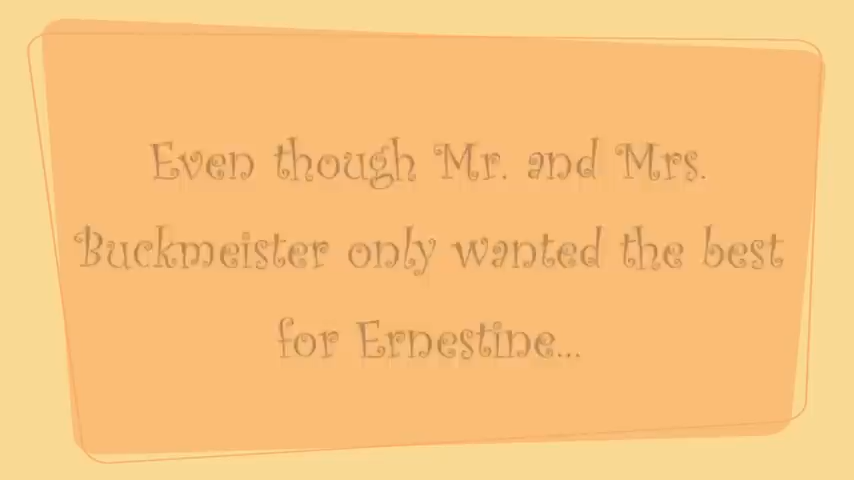 Even though Mr. and Mrs.
Buckmeister only wanted the best
for Ernestine...